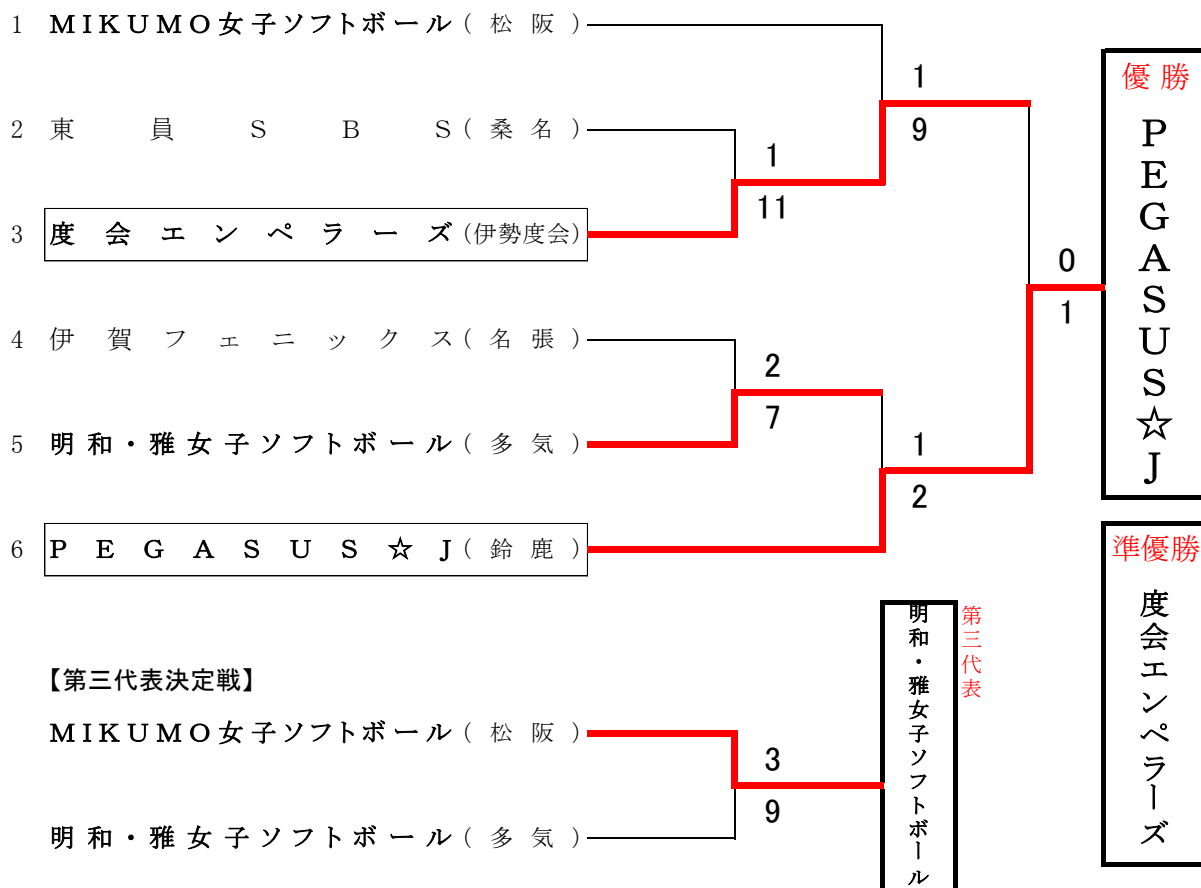 1 MIKUMO女子ソフトボール(松阪)
1
9
2 東員SBS(桑名)
1
11
3 度会エンペラーズ(伊勢度会)
0
1
4 伊賀フェニックス(名張)
2
7
5 明和・雅女子ソフトボール(多気)
1
2
6 PEGASUS☆J(鈴鹿)
優勝
PEGASUS☆J
準優勝
度会エンペラーズ
【第三代表決定戦】
MIKUMO女子ソフトボール(松阪)
3
9
明和・雅女子ソフトボール(多気)
第三代表
明和・雅女子ソフトボール